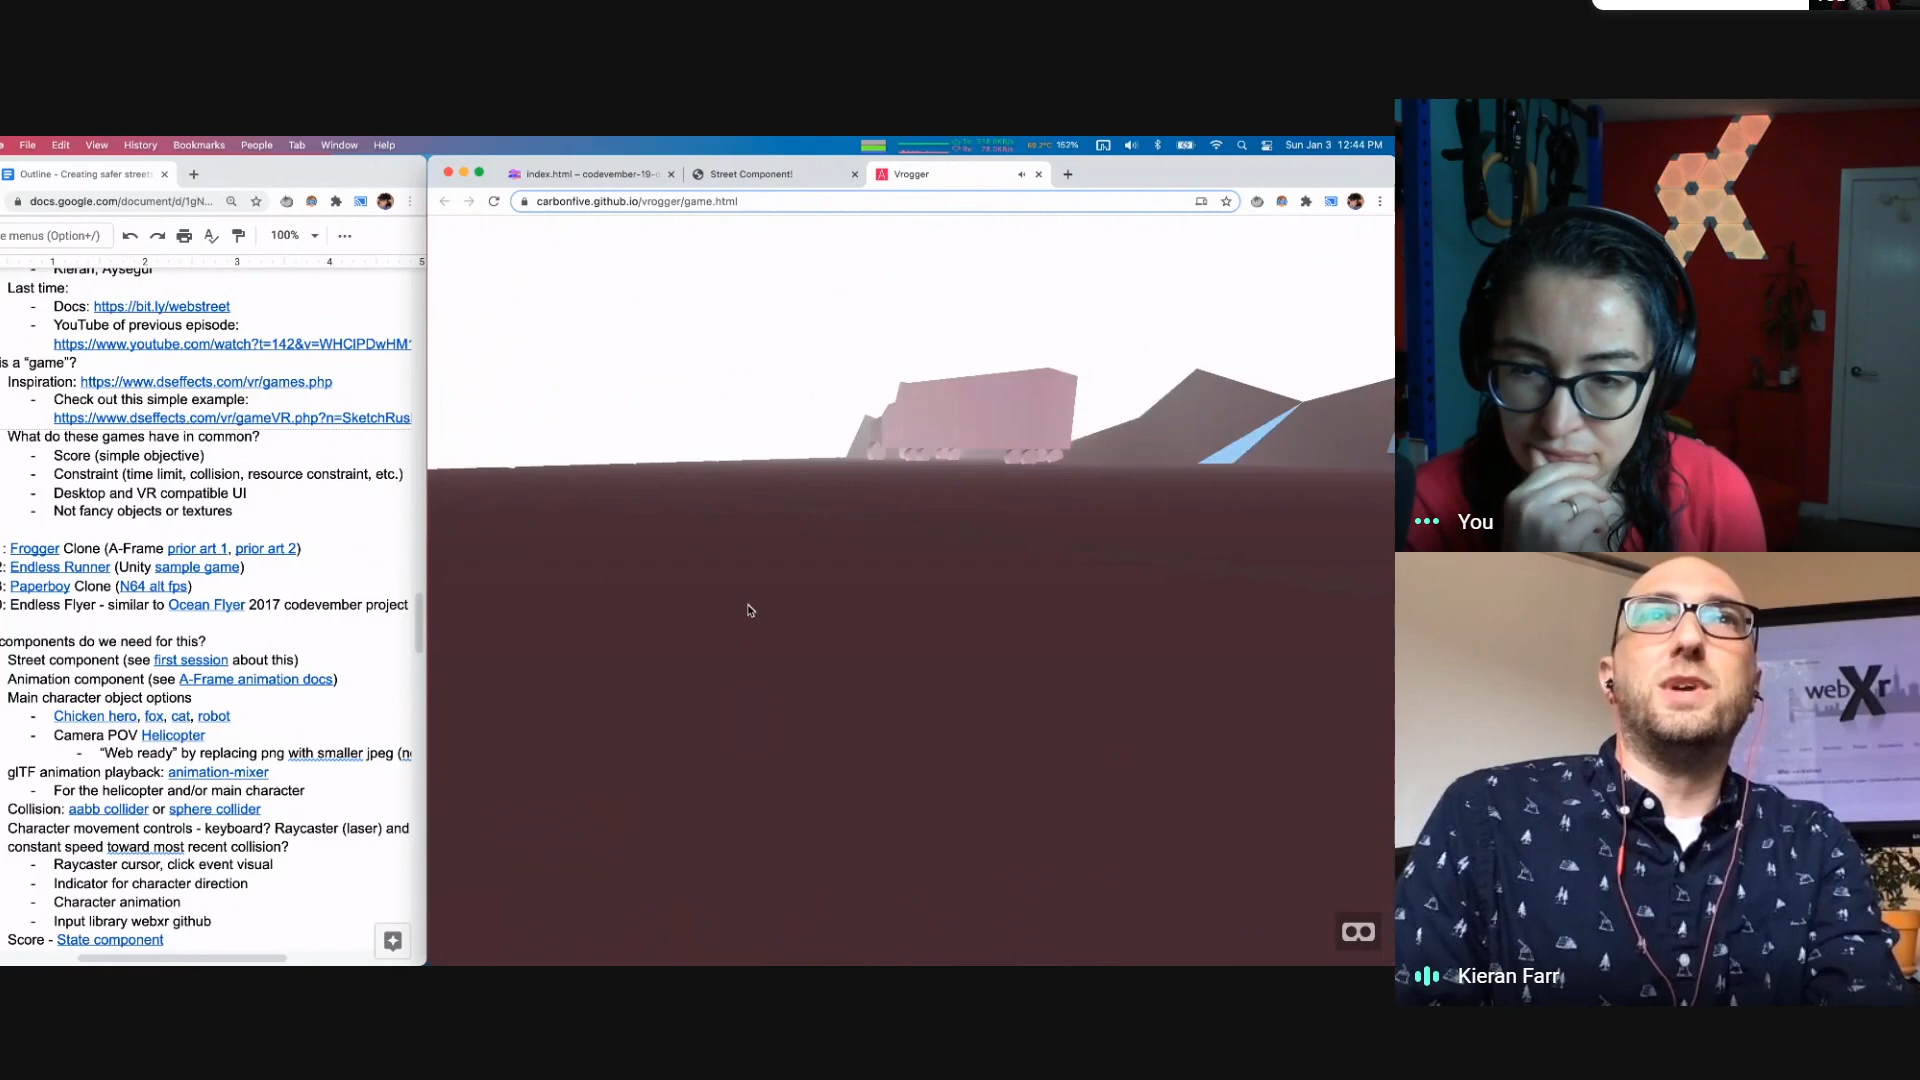 File Edit View History Bookmarks People Tab Window Help
152% Sun Jan 3 12:44 PM
Outline - Creating safer streets
index.html – codevember-19-
Street Component!
Vrogger
docs.google.com/document/d/1gN...
carbonfive.github.io/vrogger/game.html
e menus (Option+/) 100%
1 2 3 4 5
- Kieran, Aysegul
Last time:
- Docs: https://bit.ly/webstreet
- YouTube of previous episode:
https://www.youtube.com/watch?t=142&v=WHCIPDwHM
is a “game”?
Inspiration: https://www.dseffects.com/vr/games.php
- Check out this simple example:
https://www.dseffects.com/vr/gameVR.php?n=SketchRus
What do these games have in common?
- Score (simple objective)
- Constraint (time limit, collision, resource constraint, etc.)
- Desktop and VR compatible UI
- Not fancy objects or textures
: Frogger Clone (A-Frame prior art 1, prior art 2)
: Endless Runner (Unity sample game)
: Paperboy Clone (N64 alt fps)
: Endless Flyer - similar to Ocean Flyer 2017 codevember project
components do we need for this?
Street component (see first session about this)
Animation component (see A-Frame animation docs)
Main character object options
- Chicken hero, fox, cat, robot
- Camera POV Helicopter
- “Web ready” by replacing png with smaller jpeg (n
glTF animation playback: animation-mixer
- For the helicopter and/or main character
Collision: aabb collider or sphere collider
Character movement controls - keyboard? Raycaster (laser) and
constant speed toward most recent collision?
- Raycaster cursor, click event visual
- Indicator for character direction
- Character animation
- Input library webxr github
Score - State component
You
webXr
Kieran Farr